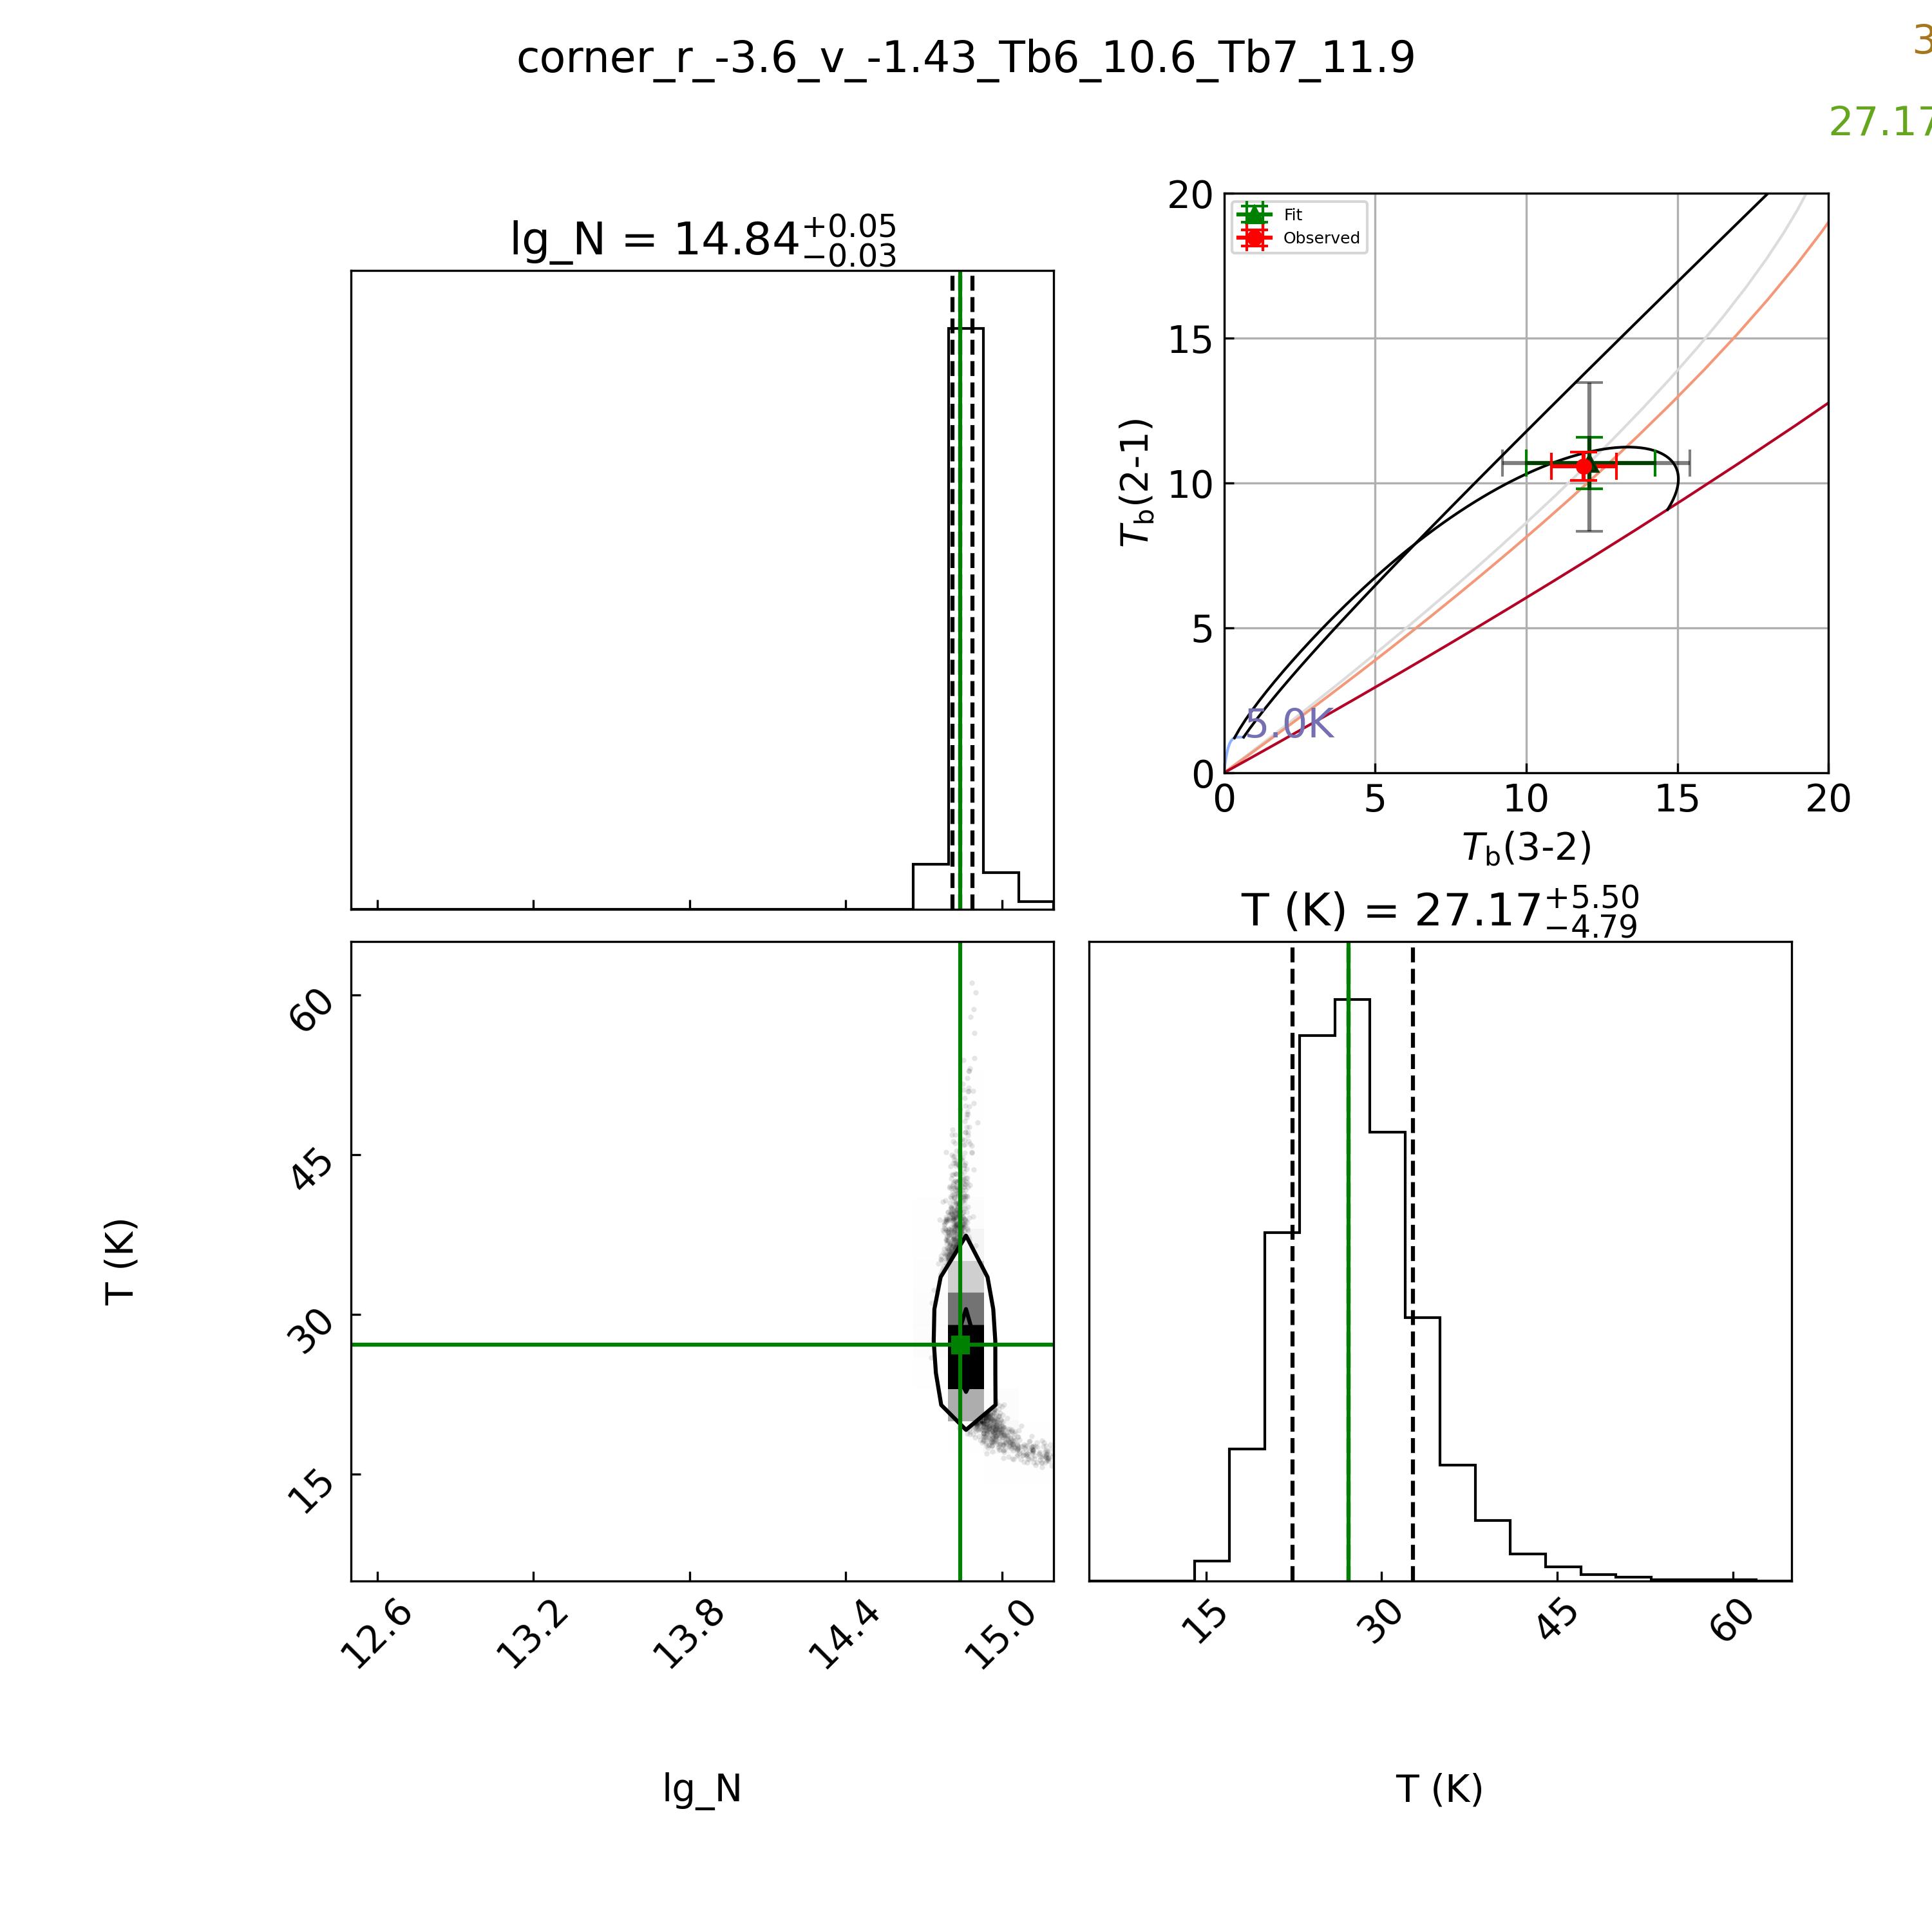 corner_r_-3.6_v_-1.43_Tb6_10.6_Tb7_11.9
3
27.17
lg_N = 14.84 +0.05 −0.03
20
15
10
5
0
Fit
Observed
5.0K
0 5 10 15 20
T_b(2-1)
T_b(3-2)
T (K) = 27.17 +5.50 −4.79
60
45
30
15
T (K)
12.6 13.2 13.8 14.4 15.0
15 30 45 60
lg_N
T (K)